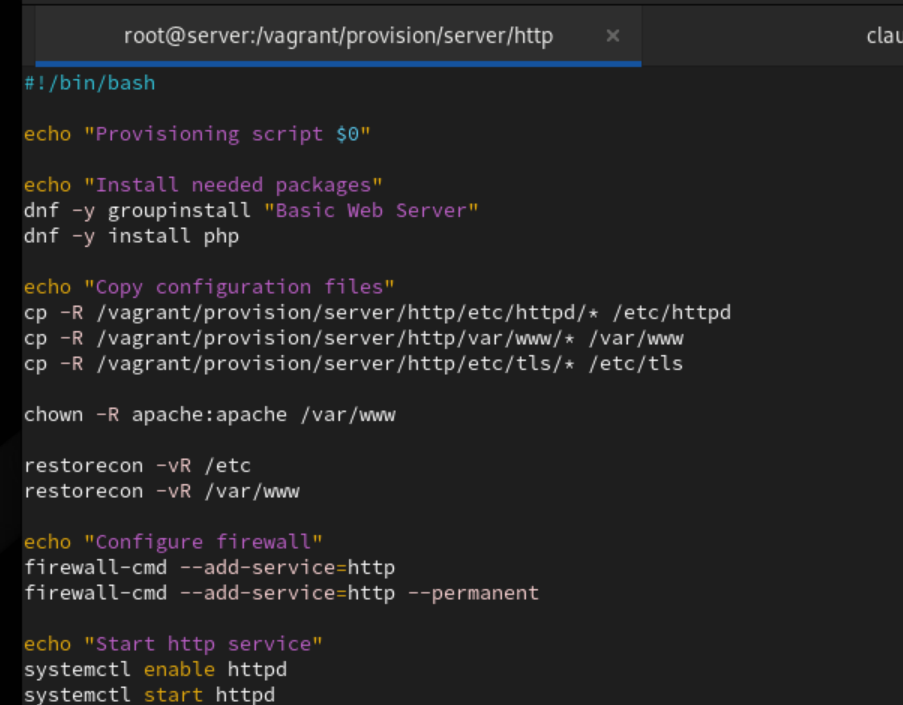 root@server:/vagrant/provision/server/http × clau
#!/bin/bash
echo "Provisioning script $0"
echo "Install needed packages"
dnf -y groupinstall "Basic Web Server"
dnf -y install php
echo "Copy configuration files"
cp -R /vagrant/provision/server/http/etc/httpd/* /etc/httpd
cp -R /vagrant/provision/server/http/var/www/* /var/www
cp -R /vagrant/provision/server/http/etc/tls/* /etc/tls
chown -R apache:apache /var/www
restorecon -vR /etc
restorecon -vR /var/www
echo "Configure firewall"
firewall-cmd --add-service=http
firewall-cmd --add-service=http --permanent
echo "Start http service"
systemctl enable httpd
systemctl start httpd